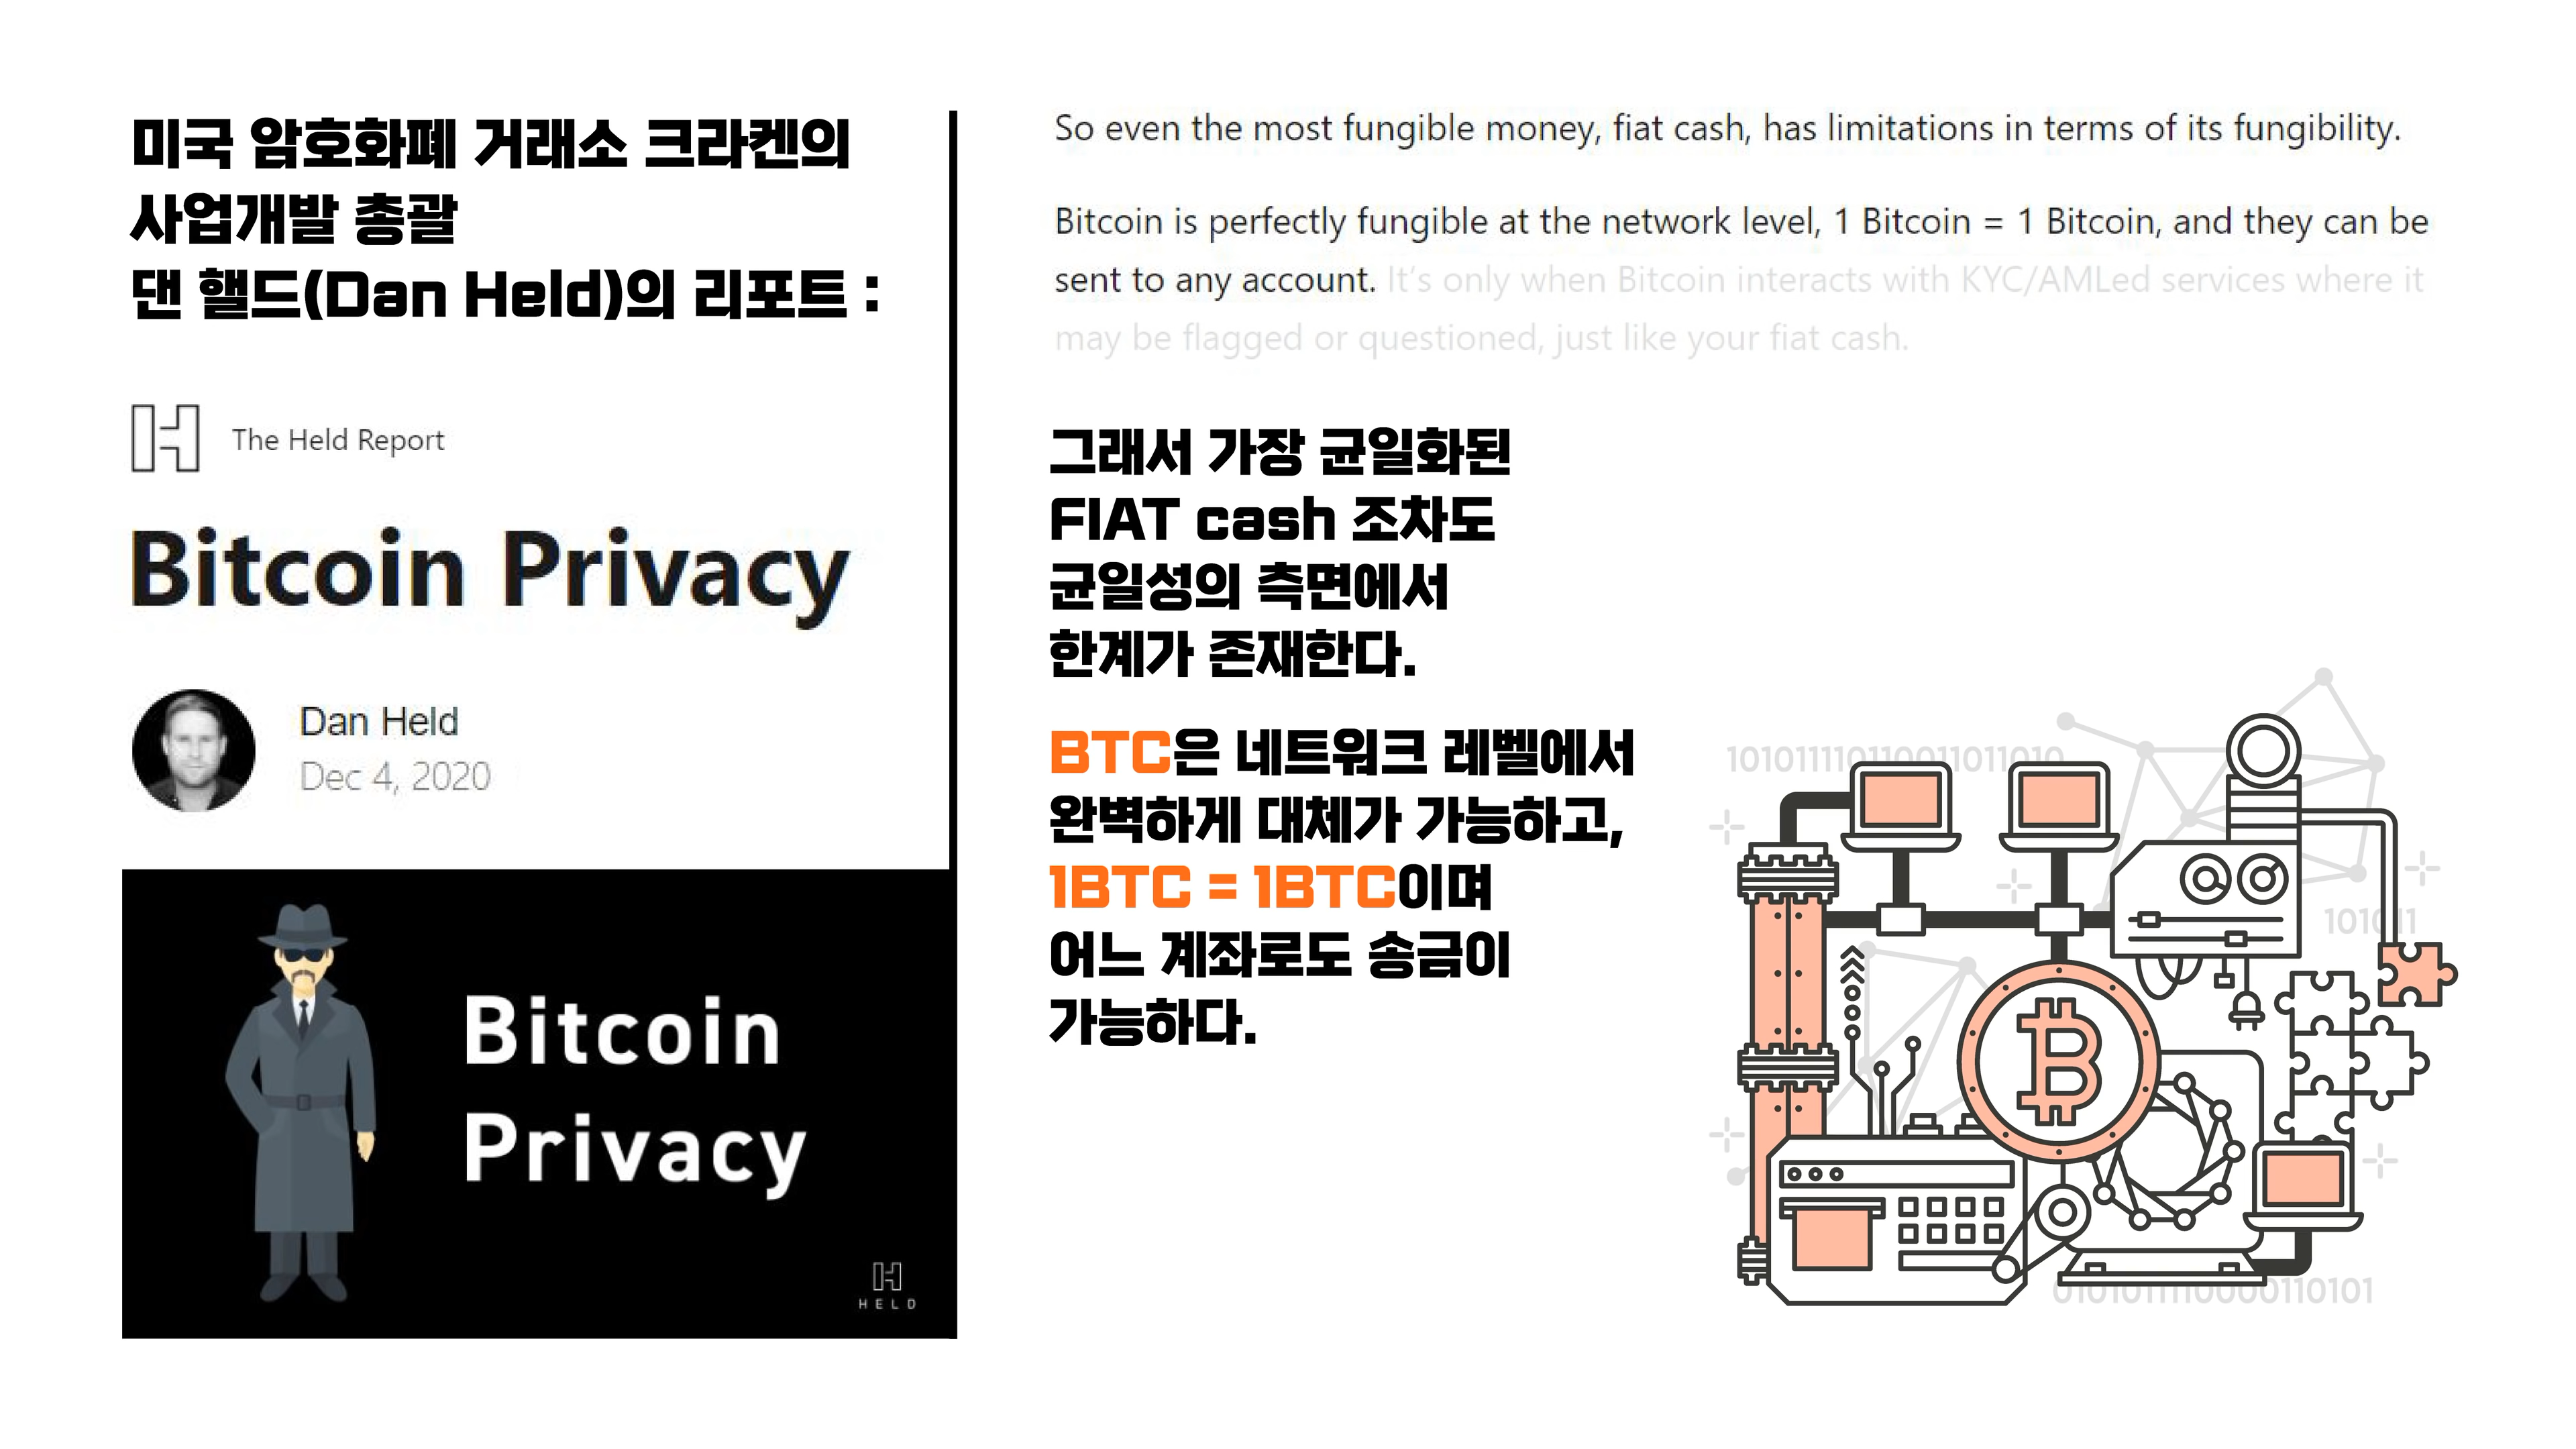 미국 암호화폐 거래소 크라켄의
사업개발 총괄
댄 핼드(Dan Held)의 리포트 :
The Held Report
Bitcoin Privacy
Dan Held
Dec 4, 2020
Bitcoin
Privacy
HELD
So even the most fungible money, fiat cash, has limitations in terms of its fungibility.
Bitcoin is perfectly fungible at the network level, 1 Bitcoin = 1 Bitcoin, and they can be
sent to any account. It's only when Bitcoin interacts with KYC/AMLed services where it
may be flagged or questioned, just like your fiat cash.
그래서 가장 균일화된
FIAT cash 조차도
균일성의 측면에서
한계가 존재한다.
BTC은 네트워크 레벨에서
완벽하게 대체가 가능하고,
1BTC = 1BTC이며
어느 계좌로도 송금이
가능하다.